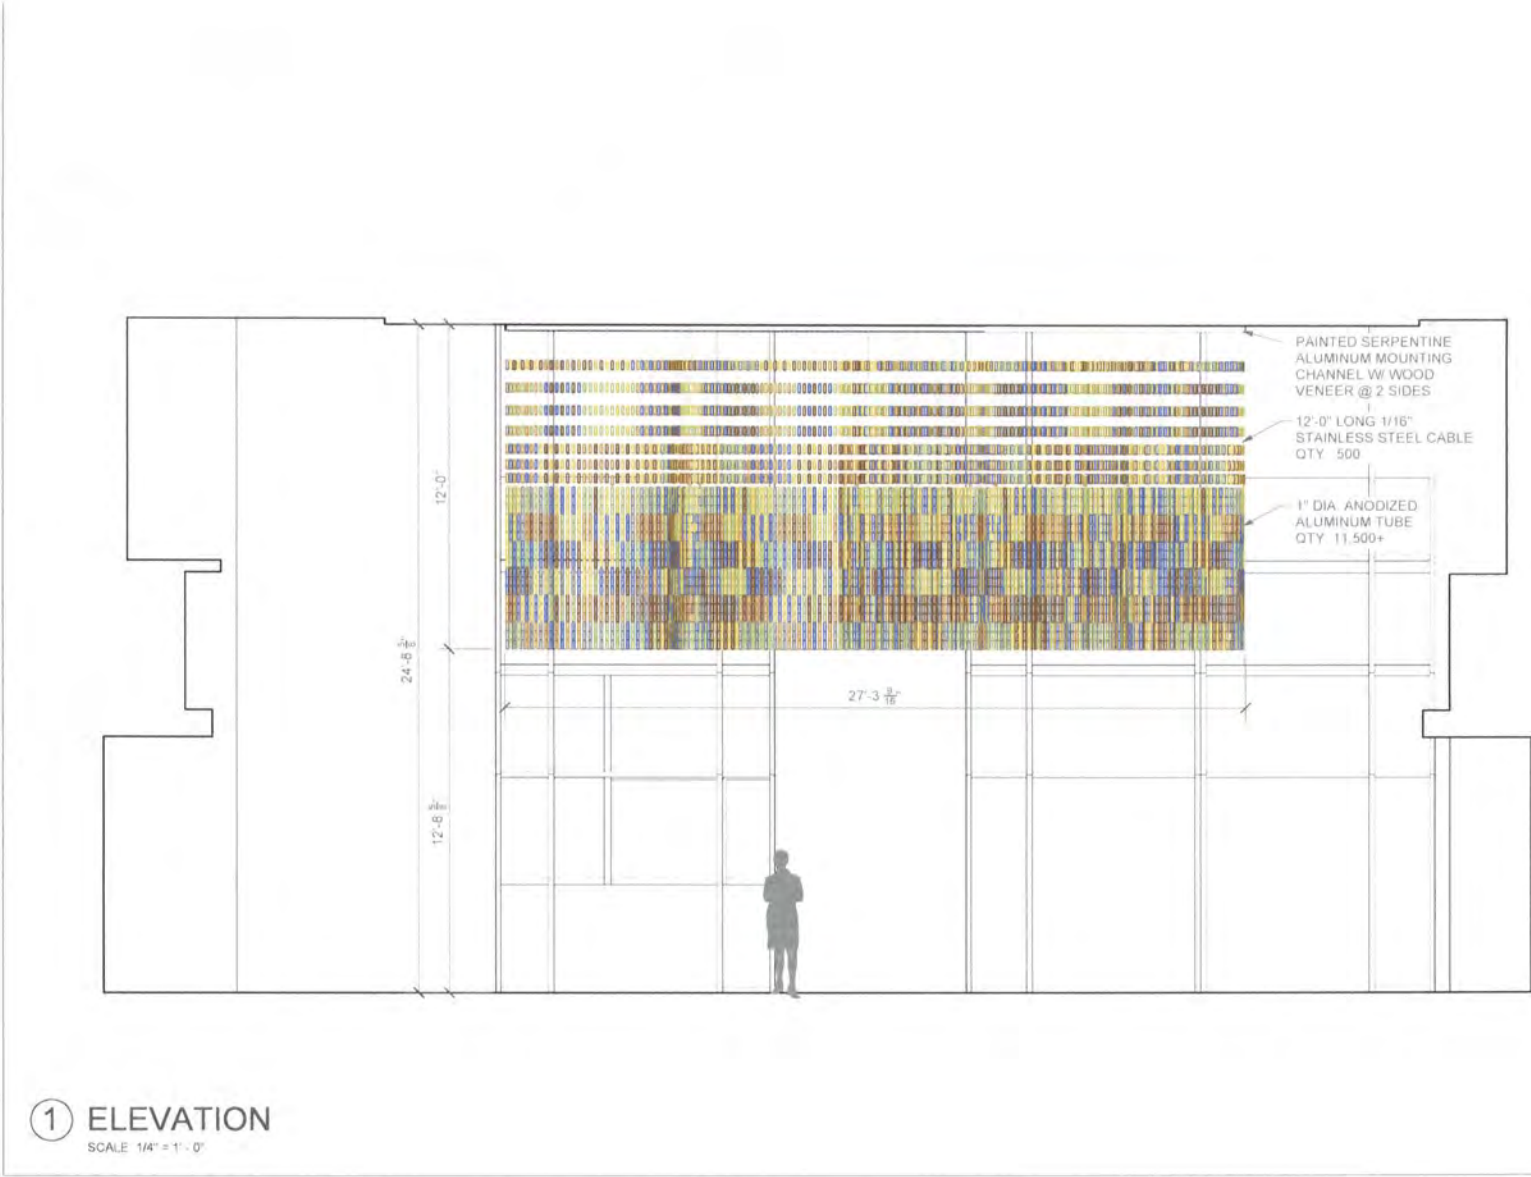 PAINTED SERPENTINE
ALUMINUM MOUNTING
CHANNEL W/ WOOD
VENEER @ 2 SIDES
12'-0" LONG 1/16"
STAINLESS STEEL CABLE
QTY 500
1" DIA. ANODIZED
ALUMINUM TUBE
QTY 11,500+
12'-0"
24'-8 5/8"
27'-3 9/16"
12'-8 5/8"
1 ELEVATION
SCALE 1/4" = 1'-0"